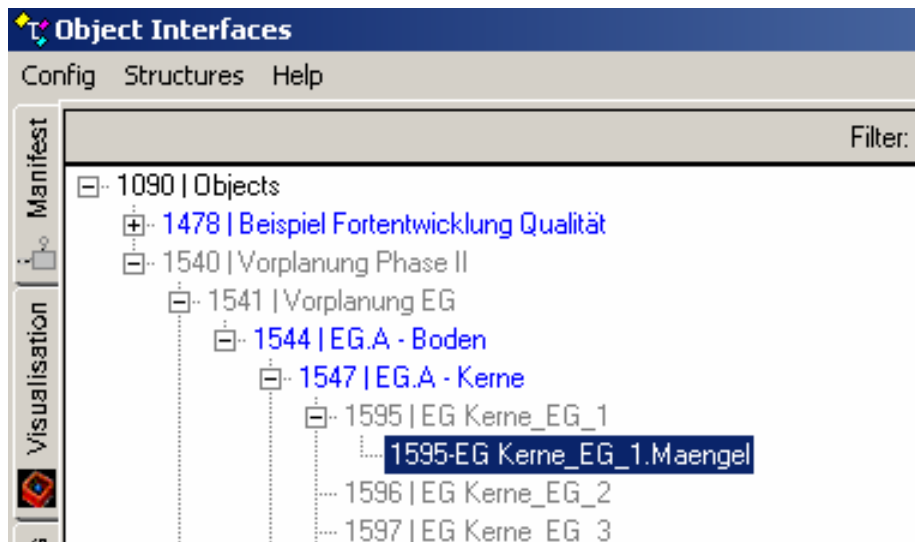 Object Interfaces
Config Structures Help
Manifest
Visualisation
Filter:
1090 | Objects
1478 | Beispiel Fortentwicklung Qualität
1540 | Vorplanung Phase II
1541 | Vorplanung EG
1544 | EG.A - Boden
1547 | EG.A - Kerne
1595 | EG Kerne_EG_1
1595-EG Kerne_EG_1.Maengel
1596 | EG Kerne_EG_2
1597 | EG Kerne_EG_3